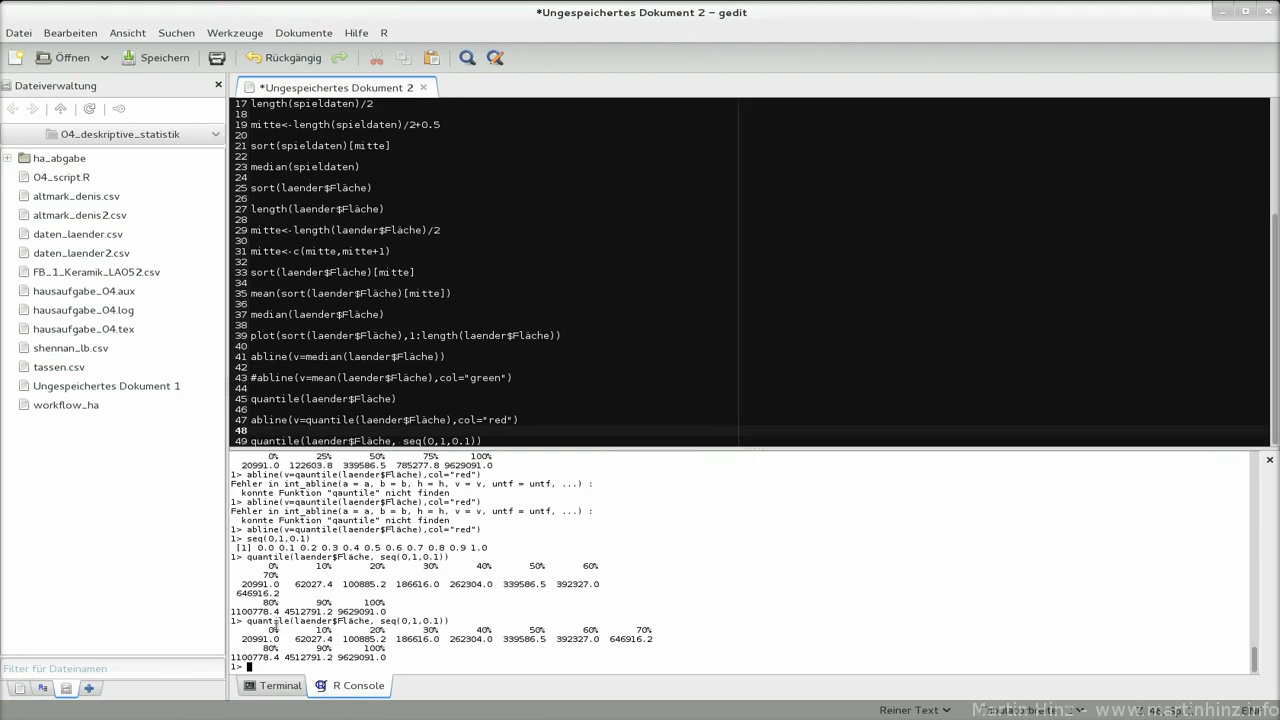 *Ungespeichertes Dokument 2 – gedit
Datei Bearbeiten Ansicht Suchen Werkzeuge Dokumente Hilfe R
Öffnen Speichern Rückgängig
Dateiverwaltung
*Ungespeichertes Dokument 2
04_deskriptive_statistik
ha_abgabe
04_script.R
altmark_denis.csv
altmark_denis2.csv
daten_laender.csv
daten_laender2.csv
FB_1_Keramik_LA052.csv
hausaufgabe_04.aux
hausaufgabe_04.log
hausaufgabe_04.tex
shennan_lb.csv
tassen.csv
Ungespeichertes Dokument 1
workflow_ha
Filter für Dateinamen
17 length(spieldaten)/2
18
19 mitte<-length(spieldaten)/2+0.5
20
21 sort(spieldaten)[mitte]
22
23 median(spieldaten)
24
25 sort(laender$Fläche)
26
27 length(laender$Fläche)
28
29 mitte<-length(laender$Fläche)/2
30
31 mitte<-c(mitte,mitte+1)
32
33 sort(laender$Fläche)[mitte]
34
35 mean(sort(laender$Fläche)[mitte])
36
37 median(laender$Fläche)
38
39 plot(sort(laender$Fläche),1:length(laender$Fläche))
40
41 abline(v=median(laender$Fläche))
42
43 #abline(v=mean(laender$Fläche),col="green")
44
45 quantile(laender$Fläche)
46
47 abline(v=quantile(laender$Fläche),col="red")
48
49 quantile(laender$Fläche, seq(0,1,0.1))
0% 25% 50% 75% 100%
20991.0 122603.8 339586.5 785277.8 9629091.0
1> abline(v=qauntile(laender$Fläche),col="red")
Fehler in int_abline(a = a, b = b, h = h, v = v, untf = untf, ...) :
konnte Funktion "qauntile" nicht finden
1> abline(v=qauntile(laender$Fläche),col="red")
Fehler in int_abline(a = a, b = b, h = h, v = v, untf = untf, ...) :
konnte Funktion "qauntile" nicht finden
1> abline(v=quantile(laender$Fläche),col="red")
1> seq(0,1,0.1)
[1] 0.0 0.1 0.2 0.3 0.4 0.5 0.6 0.7 0.8 0.9 1.0
1> quantile(laender$Fläche, seq(0,1,0.1))
0% 10% 20% 30% 40% 50% 60%
70%
20991.0 62027.4 100885.2 186616.0 262304.0 339586.5 392327.0
646916.2
80% 90% 100%
1100778.4 4512791.2 9629091.0
1> quantile(laender$Fläche, seq(0,1,0.1))
0% 10% 20% 30% 40% 50% 60% 70%
20991.0 62027.4 100885.2 186616.0 262304.0 339586.5 392327.0 646916.2
80% 90% 100%
1100778.4 4512791.2 9629091.0
1>
Terminal R Console
Reiner Text
Martin Hinz - www.martinhinz.info